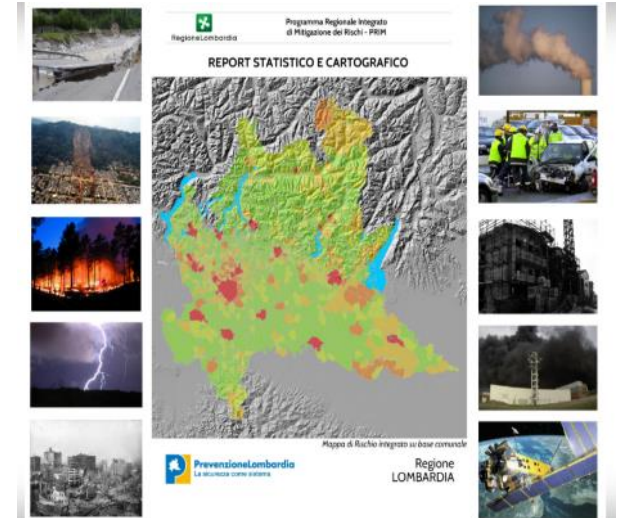 RegioneLombardia
Programma Regionale Integrato
di Mitigazione dei Rischi - PRIM
REPORT STATISTICO E CARTOGRAFICO
Mappa di Rischio integrato su base comunale
PrevenzioneLombardia
La sicurezza come sistema
Regione
LOMBARDIA